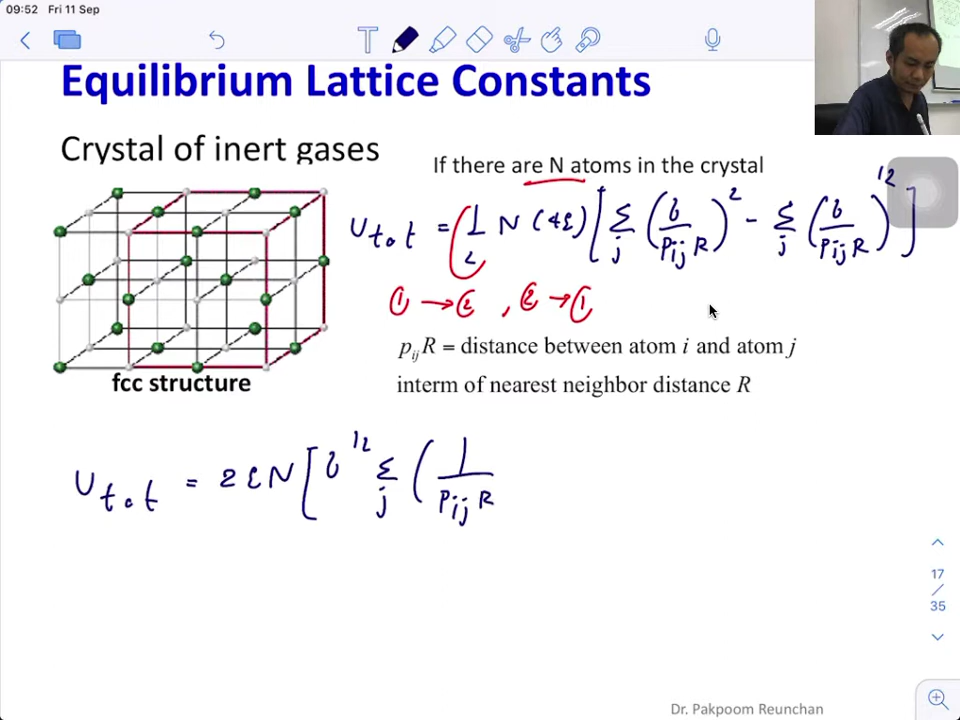 09:52 Fri 11 Sep
Equilibrium Lattice Constants
Crystal of inert gases
If there are N atoms in the crystal
U_tot = 1/2 N (4ε) [ Σ_j (σ / P_ij R)^2 - Σ_j (σ / P_ij R)^12 ]
① → ② , ② → ①
p_ij R = distance between atom i and atom j
fcc structure
interm of nearest neighbor distance R
U_tot = 2εN [ σ^12 Σ_j ( 1 / P_ij R
17
/
35
Dr. Pakpoom Reunchan